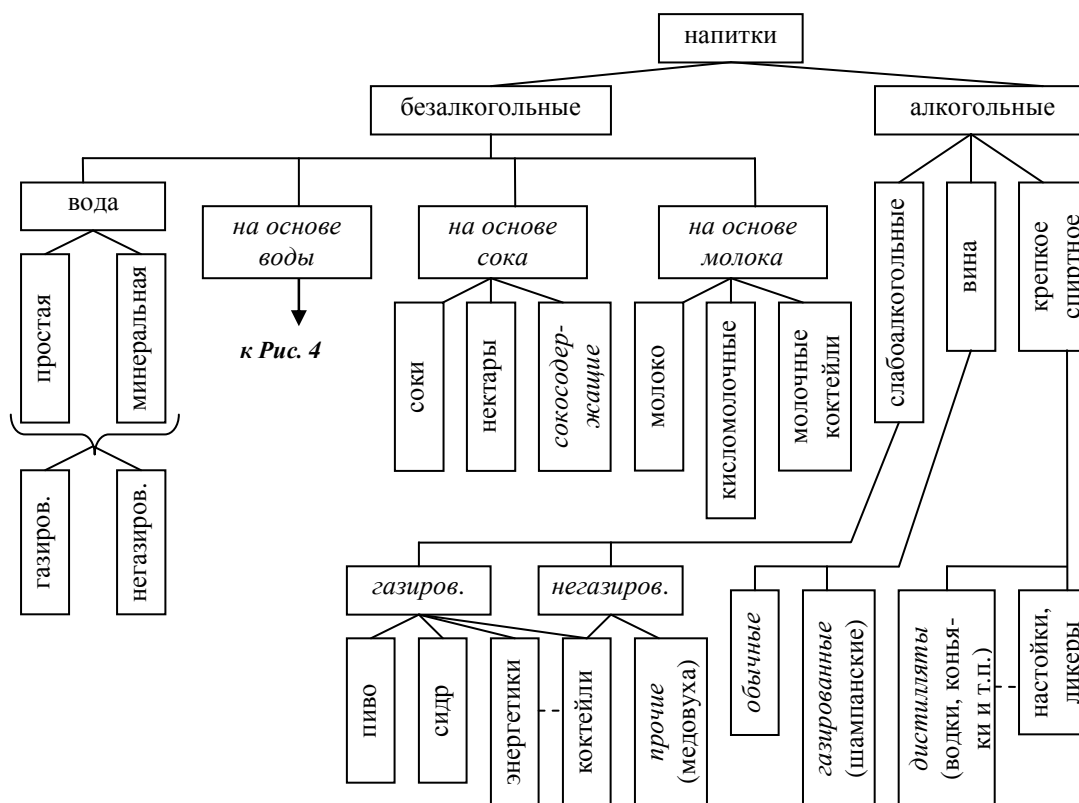 напитки
безалкогольные
алкогольные
вода
на основе
воды
на основе
сока
на основе
молока
слабоалкогольные
вина
крепкое
спиртное
простая
минеральная
к Рис. 4
соки
нектары
сокосодер-
жащие
молоко
кисломолочные
молочные
коктейли
газиров.
негазиров.
газиров.
негазиров.
пиво
сидр
энергетики
коктейли
прочие
(медовуха)
обычные
газированные
(шампанские)
дистилляты
(водки, конья-
ки и т.п.)
настойки,
ликеры